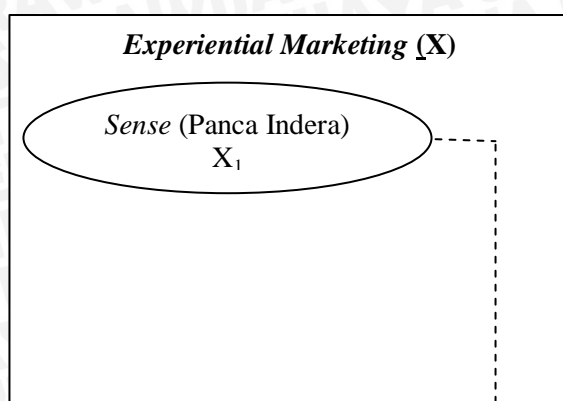 Experiential Marketing (X)
Sense (Panca Indera)
X₁